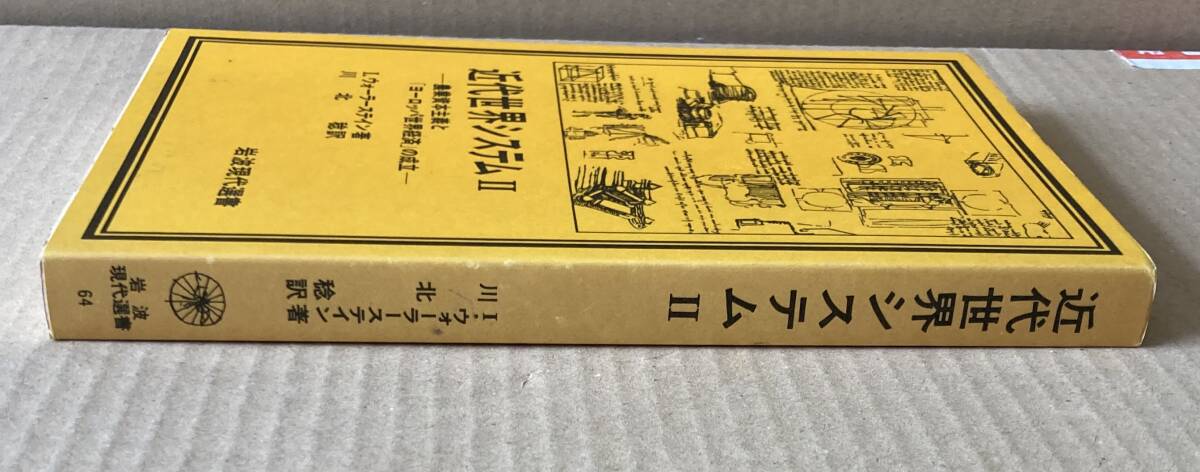 近代世界システムⅡ
―農業資本主義と
「ヨーロッパ世界経済」の成立―
I.ウォーラーステイン著
川北 稔訳
岩波現代選書
近代世界システムⅡ
I・ウォーラーステイン著
川北 稔訳
岩波
現代選書
64